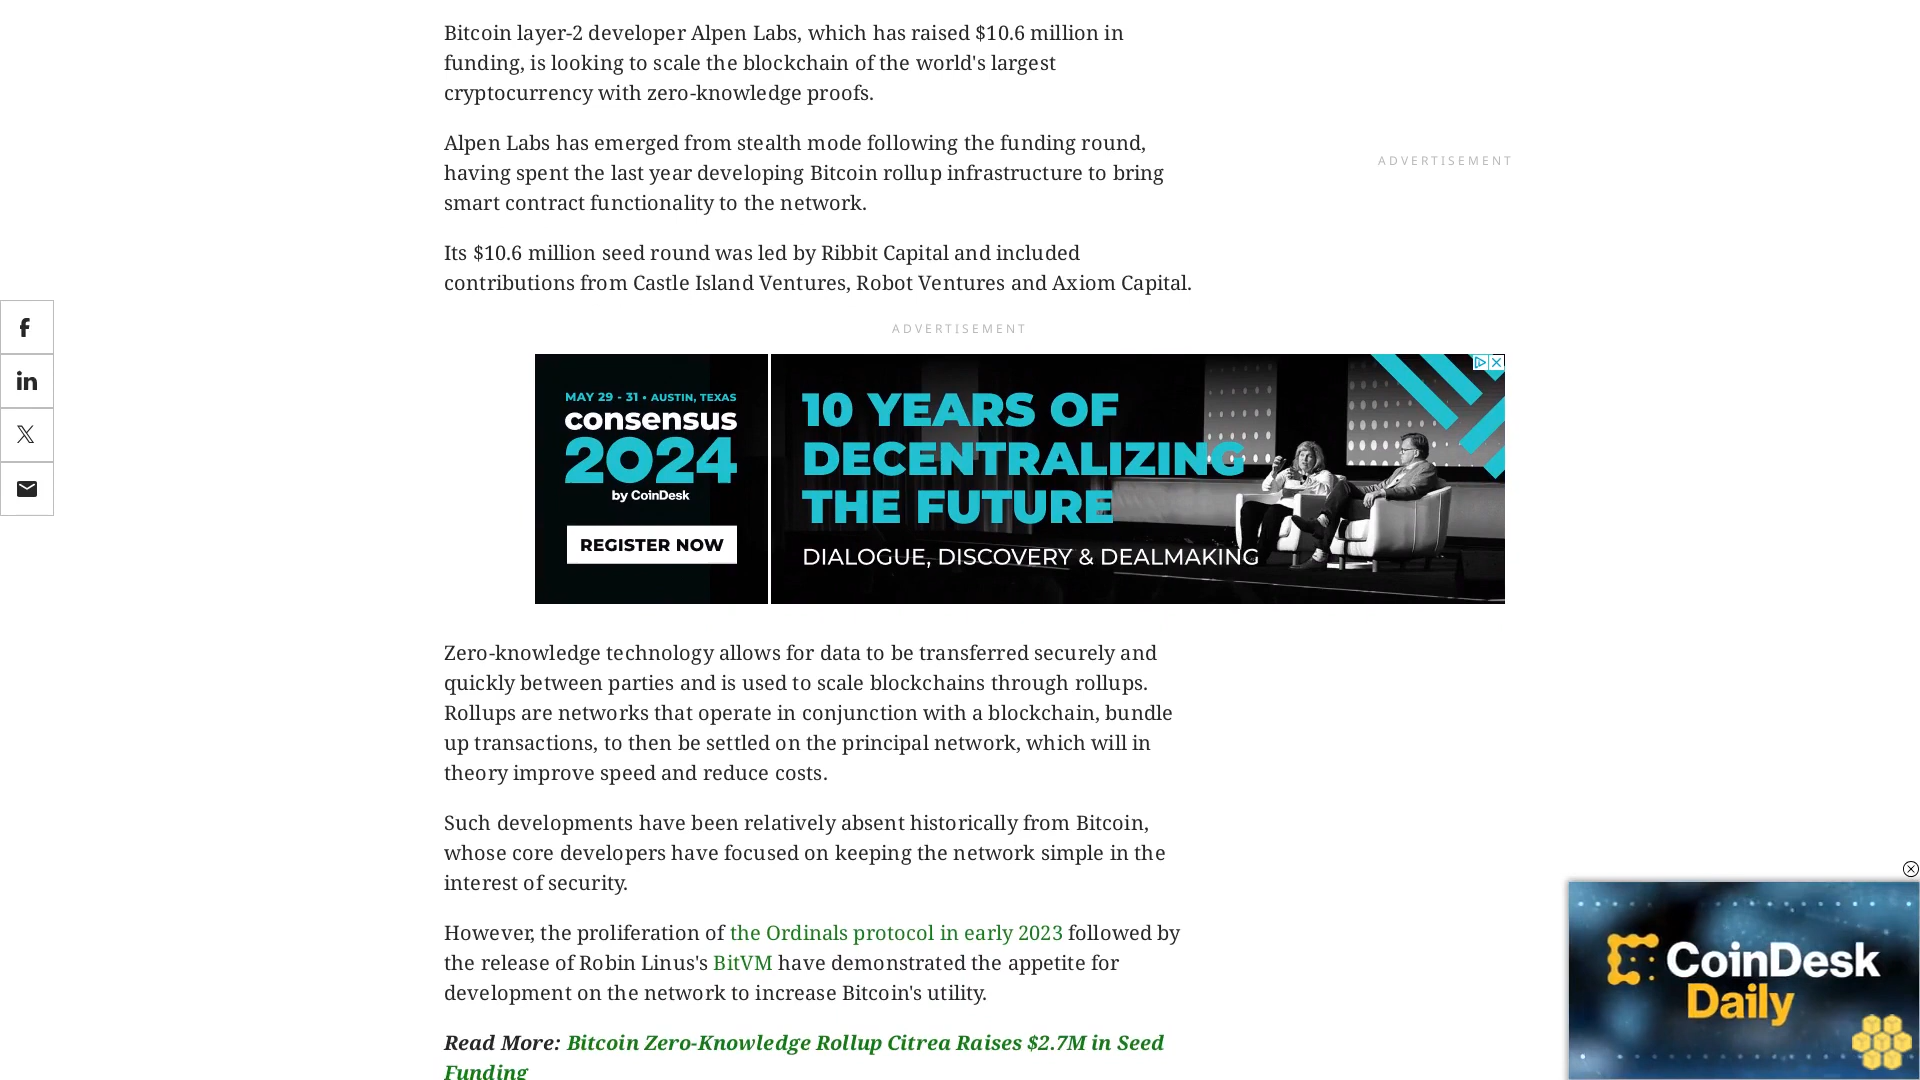 Bitcoin layer-2 developer Alpen Labs, which has raised $10.6 million in
funding, is looking to scale the blockchain of the world's largest
cryptocurrency with zero-knowledge proofs.
Alpen Labs has emerged from stealth mode following the funding round,
having spent the last year developing Bitcoin rollup infrastructure to bring
smart contract functionality to the network.
ADVERTISEMENT
Its $10.6 million seed round was led by Ribbit Capital and included
contributions from Castle Island Ventures, Robot Ventures and Axiom Capital.
ADVERTISEMENT
MAY 29 - 31 • AUSTIN, TEXAS
consensus
2024
by CoinDesk
REGISTER NOW
10 YEARS OF
DECENTRALIZING
THE FUTURE
DIALOGUE, DISCOVERY & DEALMAKING
Zero-knowledge technology allows for data to be transferred securely and
quickly between parties and is used to scale blockchains through rollups.
Rollups are networks that operate in conjunction with a blockchain, bundle
up transactions, to then be settled on the principal network, which will in
theory improve speed and reduce costs.
Such developments have been relatively absent historically from Bitcoin,
whose core developers have focused on keeping the network simple in the
interest of security.
However, the proliferation of the Ordinals protocol in early 2023 followed by
the release of Robin Linus's BitVM have demonstrated the appetite for
development on the network to increase Bitcoin's utility.
Read More: Bitcoin Zero-Knowledge Rollup Citrea Raises $2.7M in Seed
Funding
CoinDesk
Daily